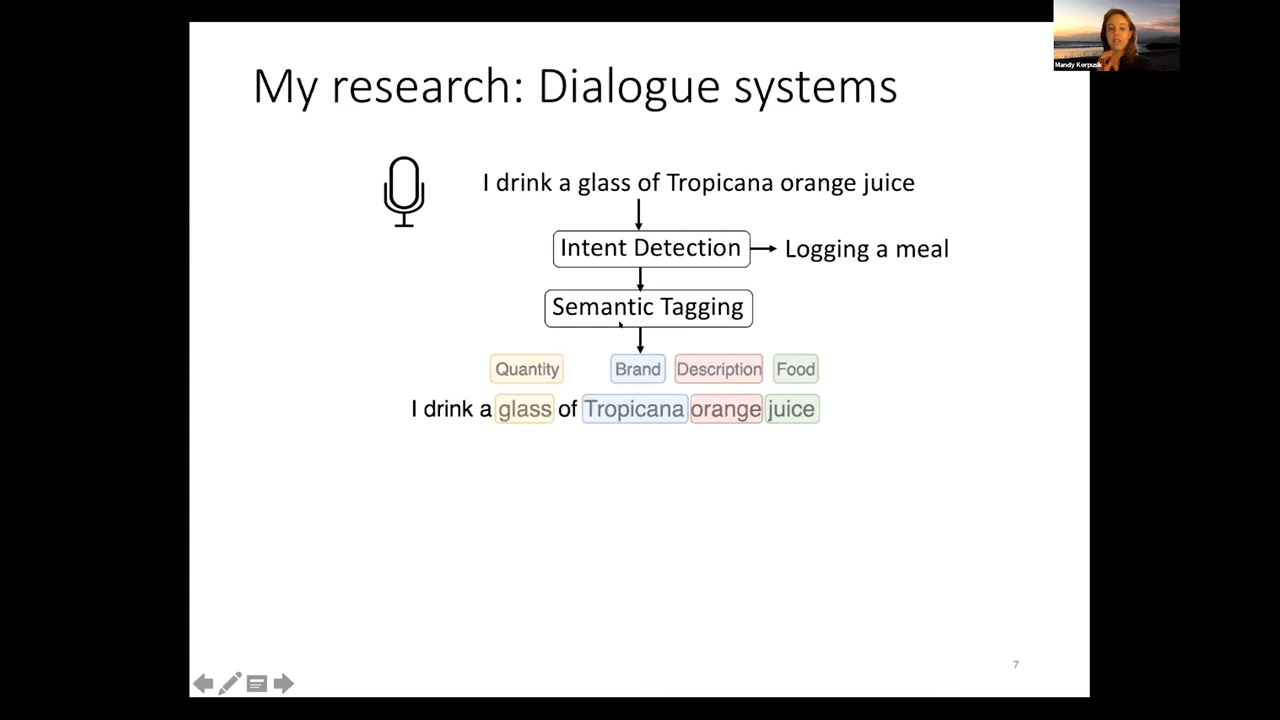 My research: Dialogue systems
Mandy Korpusik
I drink a glass of Tropicana orange juice
Intent Detection
Logging a meal
Semantic Tagging
Quantity Brand Description Food
I drink a glass of Tropicana orange juice
7